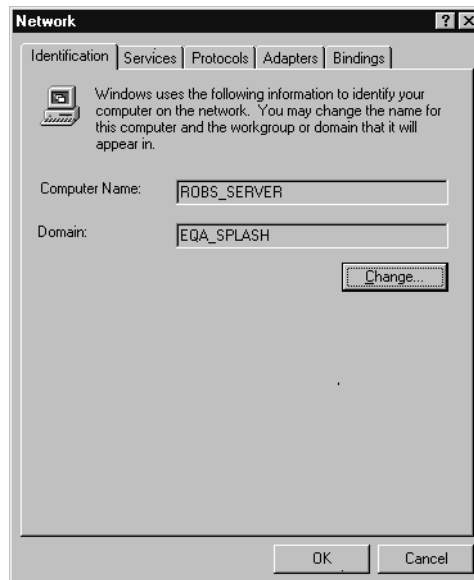 Network
Identification Services Protocols Adapters Bindings
Windows uses the following information to identify your
computer on the network. You may change the name for
this computer and the workgroup or domain that it will
appear in.
Computer Name: ROBS_SERVER
Domain: EQA_SPLASH
Change...
OK Cancel